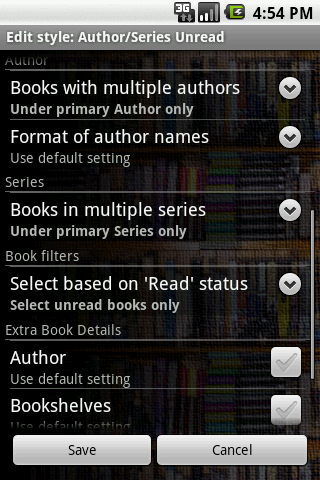 3G
4:54 PM
Edit style: Author/Series Unread
Author
Books with multiple authors
Under primary Author only
Format of author names
Use default setting
Series
Books in multiple series
Under primary Series only
Book filters
Select based on 'Read' status
Select unread books only
Extra Book Details
Author
Use default setting
Bookshelves
Use default setting
Save
Cancel